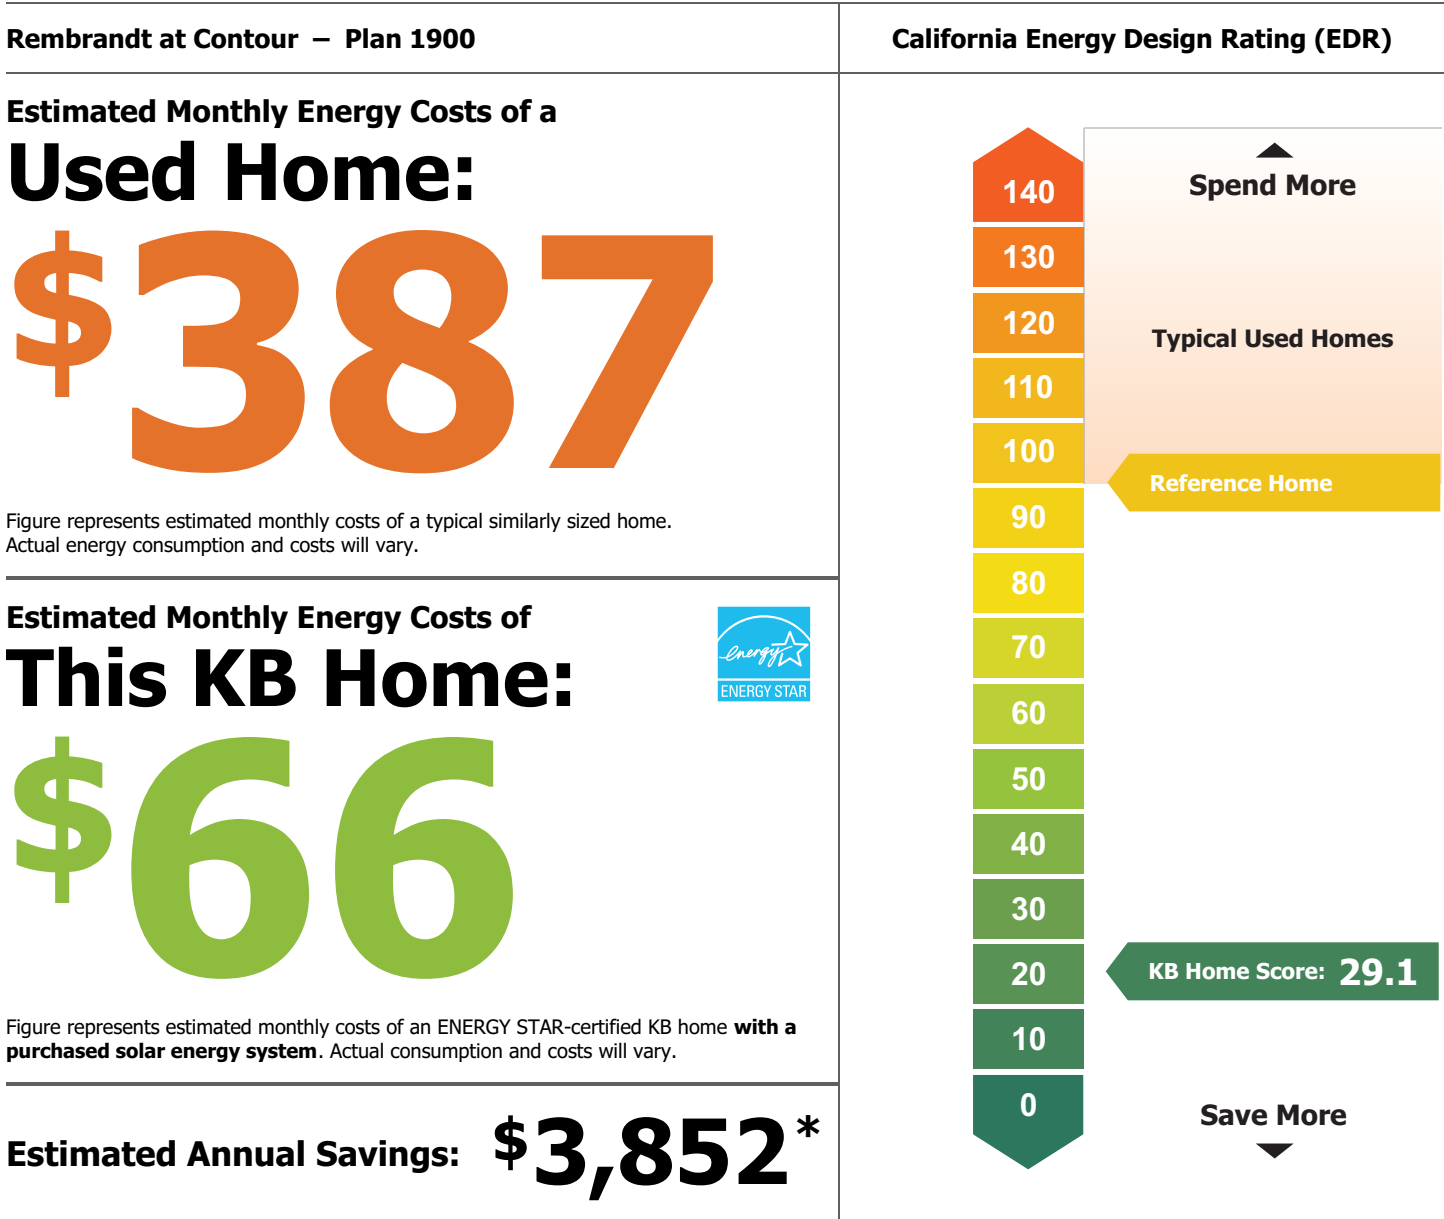 Rembrandt at Contour – Plan 1900
Estimated Monthly Energy Costs of a
Used Home:
$387
Figure represents estimated monthly costs of a typical similarly sized home.
Actual energy consumption and costs will vary.
Estimated Monthly Energy Costs of
This KB Home:
energy
ENERGY STAR
$66
Figure represents estimated monthly costs of an ENERGY STAR-certified KB home with a
purchased solar energy system. Actual consumption and costs will vary.
Estimated Annual Savings: $3,852*
California Energy Design Rating (EDR)
140
130
120
110
100
90
80
70
60
50
40
30
20
10
0
Spend More
Typical Used Homes
Reference Home
KB Home Score: 29.1
Save More